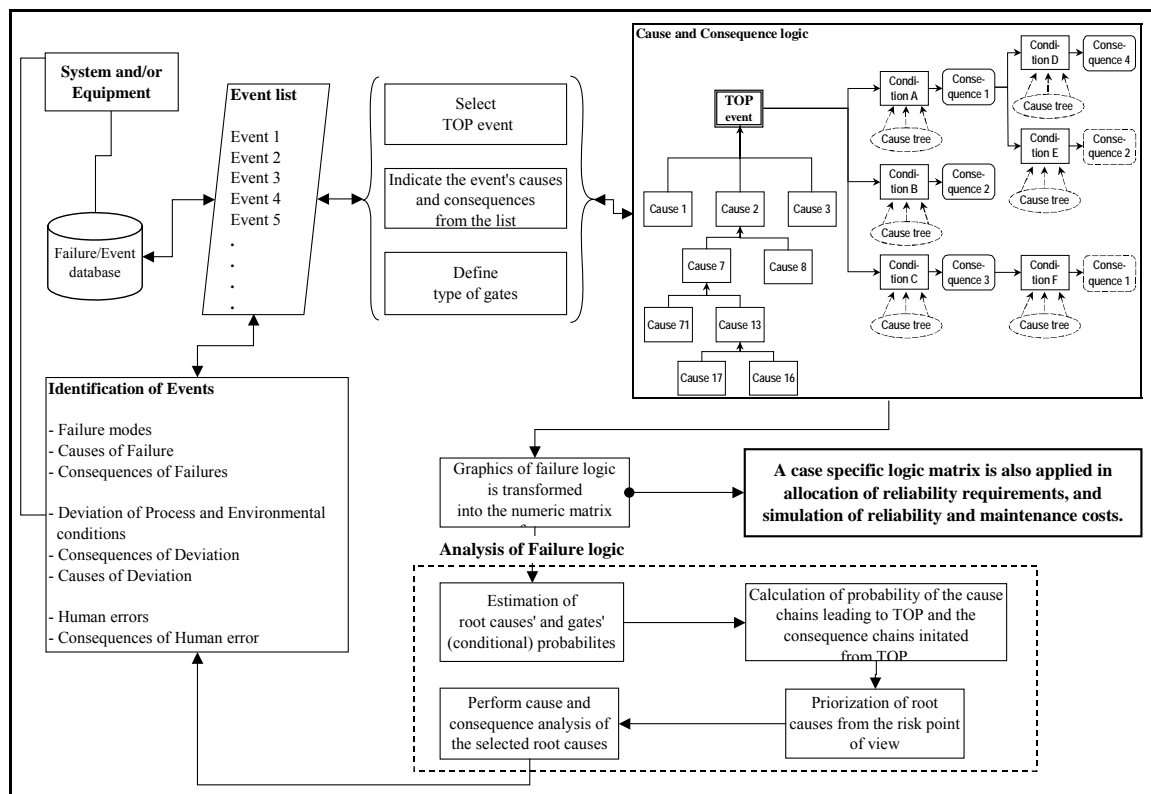 System and/or
Equipment
Failure/Event
database
Event list
Event 1
Event 2
Event 3
Event 4
Event 5
.
.
.
.
.
Select
TOP event
Indicate the event's causes
and consequences
from the list
Define
type of gates
Cause and Consequence logic
TOP
event
Cause 1
Cause 2
Cause 3
Cause 7
Cause 8
Cause 71
Cause 13
Cause 17
Cause 16
Condi-
tion A
Conse-
quence 1
Cause tree
Condi-
tion D
Conse-
quence 4
Cause tree
Condi-
tion E
Conse-
quence 2
Cause tree
Condi-
tion B
Conse-
quence 2
Cause tree
Condi-
tion C
Conse-
quence 3
Cause tree
Condi-
tion F
Conse-
quence 1
Cause tree
Identification of Events
- Failure modes
- Causes of Failure
- Consequences of Failures
- Deviation of Process and Environmental
conditions
- Consequences of Deviation
- Causes of Deviation
- Human errors
- Consequences of Human error
Graphics of failure logic
is transformed
into the numeric matrix
A case specific logic matrix is also applied in
allocation of reliability requirements, and
simulation of reliability and maintenance costs.
Analysis of Failure logic
Estimation of
root causes' and gates'
(conditional) probabilites
Calculation of probability of the cause
chains leading to TOP and the
consequence chains initated
from TOP
Perform cause and
consequence analysis of
the selected root causes
Priorization of root
causes from the risk point
of view